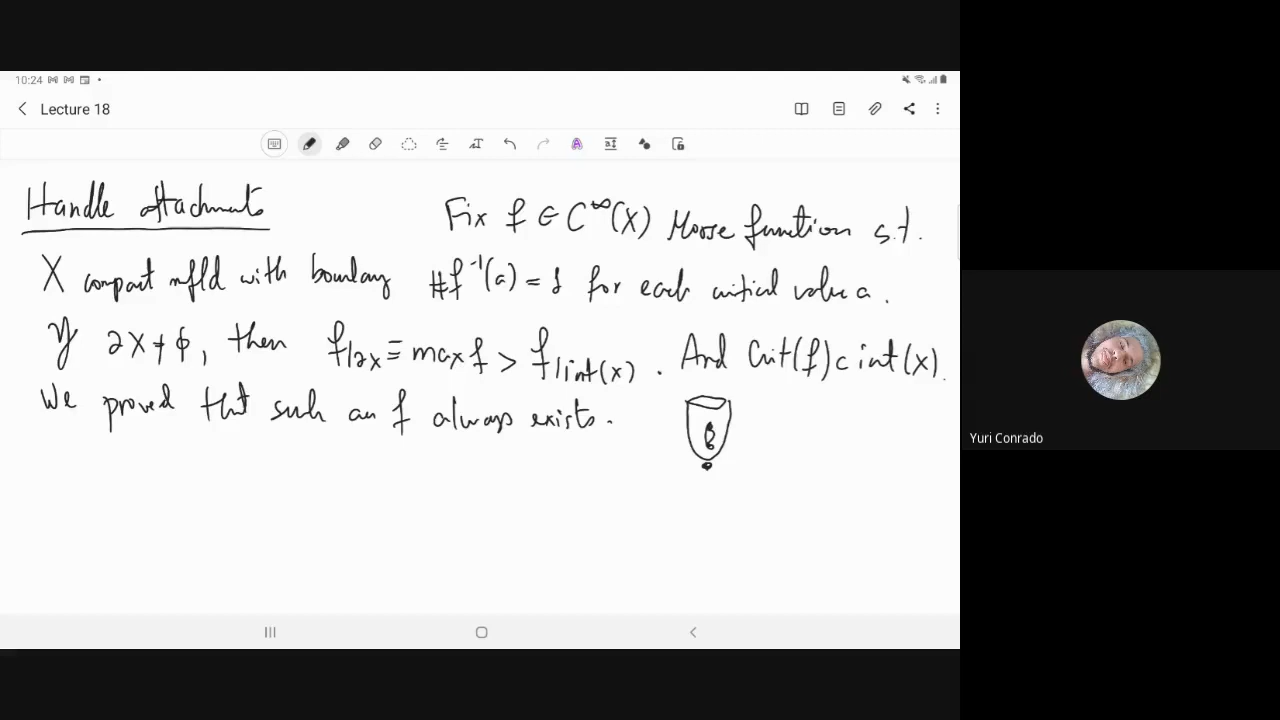 10:24
Lecture 18
Handle attachments
Fix f ∈ C^∞(X) Morse function s.t.
X compact mfld with boundary #f⁻¹(a) = 1 for each critical value a.
If ∂X ≠ ϕ, then f|∂X ≡ max f > f|int(X). And Crit(f) ⊂ int(X).
We proved that such an f always exists.
Yuri Conrado